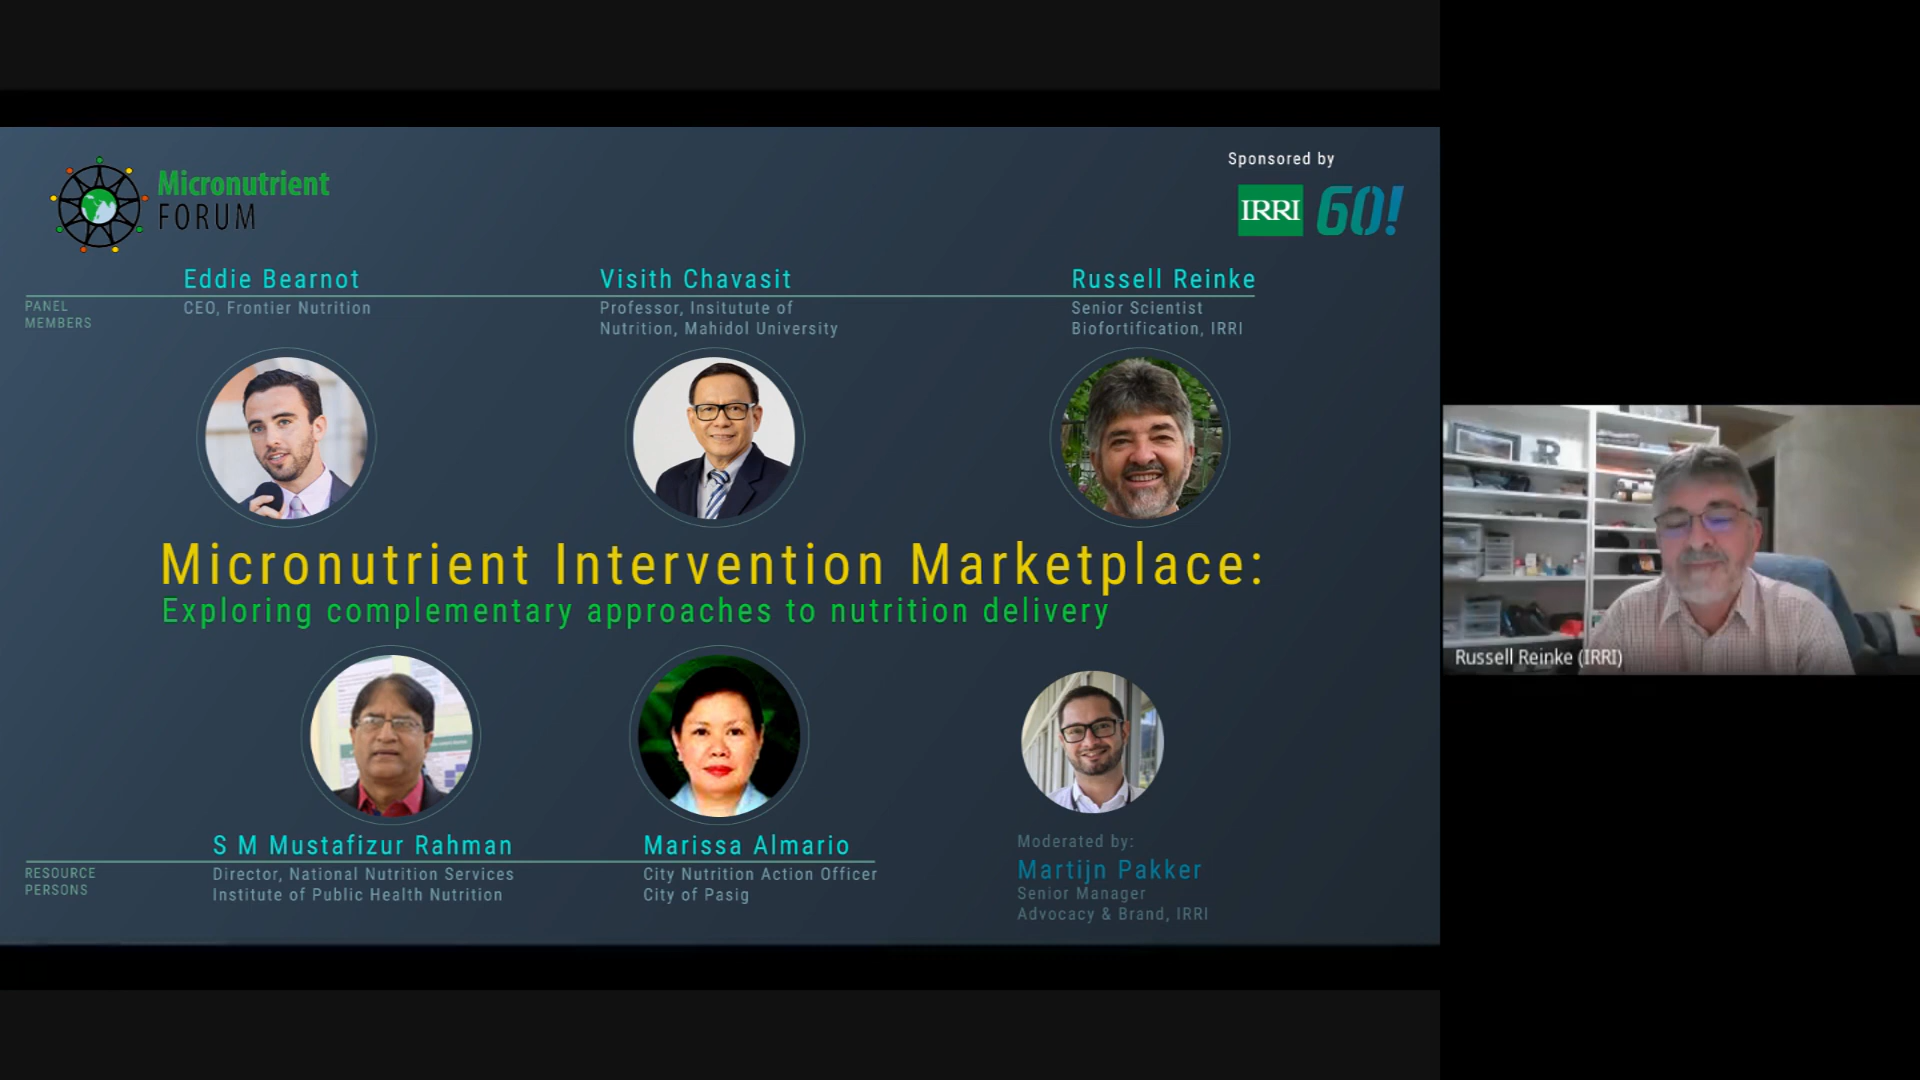 Micronutrient
FORUM
Sponsored by
IRRI 60!
PANEL
MEMBERS
Eddie Bearnot
CEO, Frontier Nutrition
Visith Chavasit
Professor, Insitutute of
Nutrition, Mahidol University
Russell Reinke
Senior Scientist
Biofortification, IRRI
Micronutrient Intervention Marketplace:
Exploring complementary approaches to nutrition delivery
R
Russell Reinke (IRRI)
RESOURCE
PERSONS
S M Mustafizur Rahman
Director, National Nutrition Services
Institute of Public Health Nutrition
Marissa Almario
City Nutrition Action Officer
City of Pasig
Moderated by:
Martijn Pakker
Senior Manager
Advocacy & Brand, IRRI